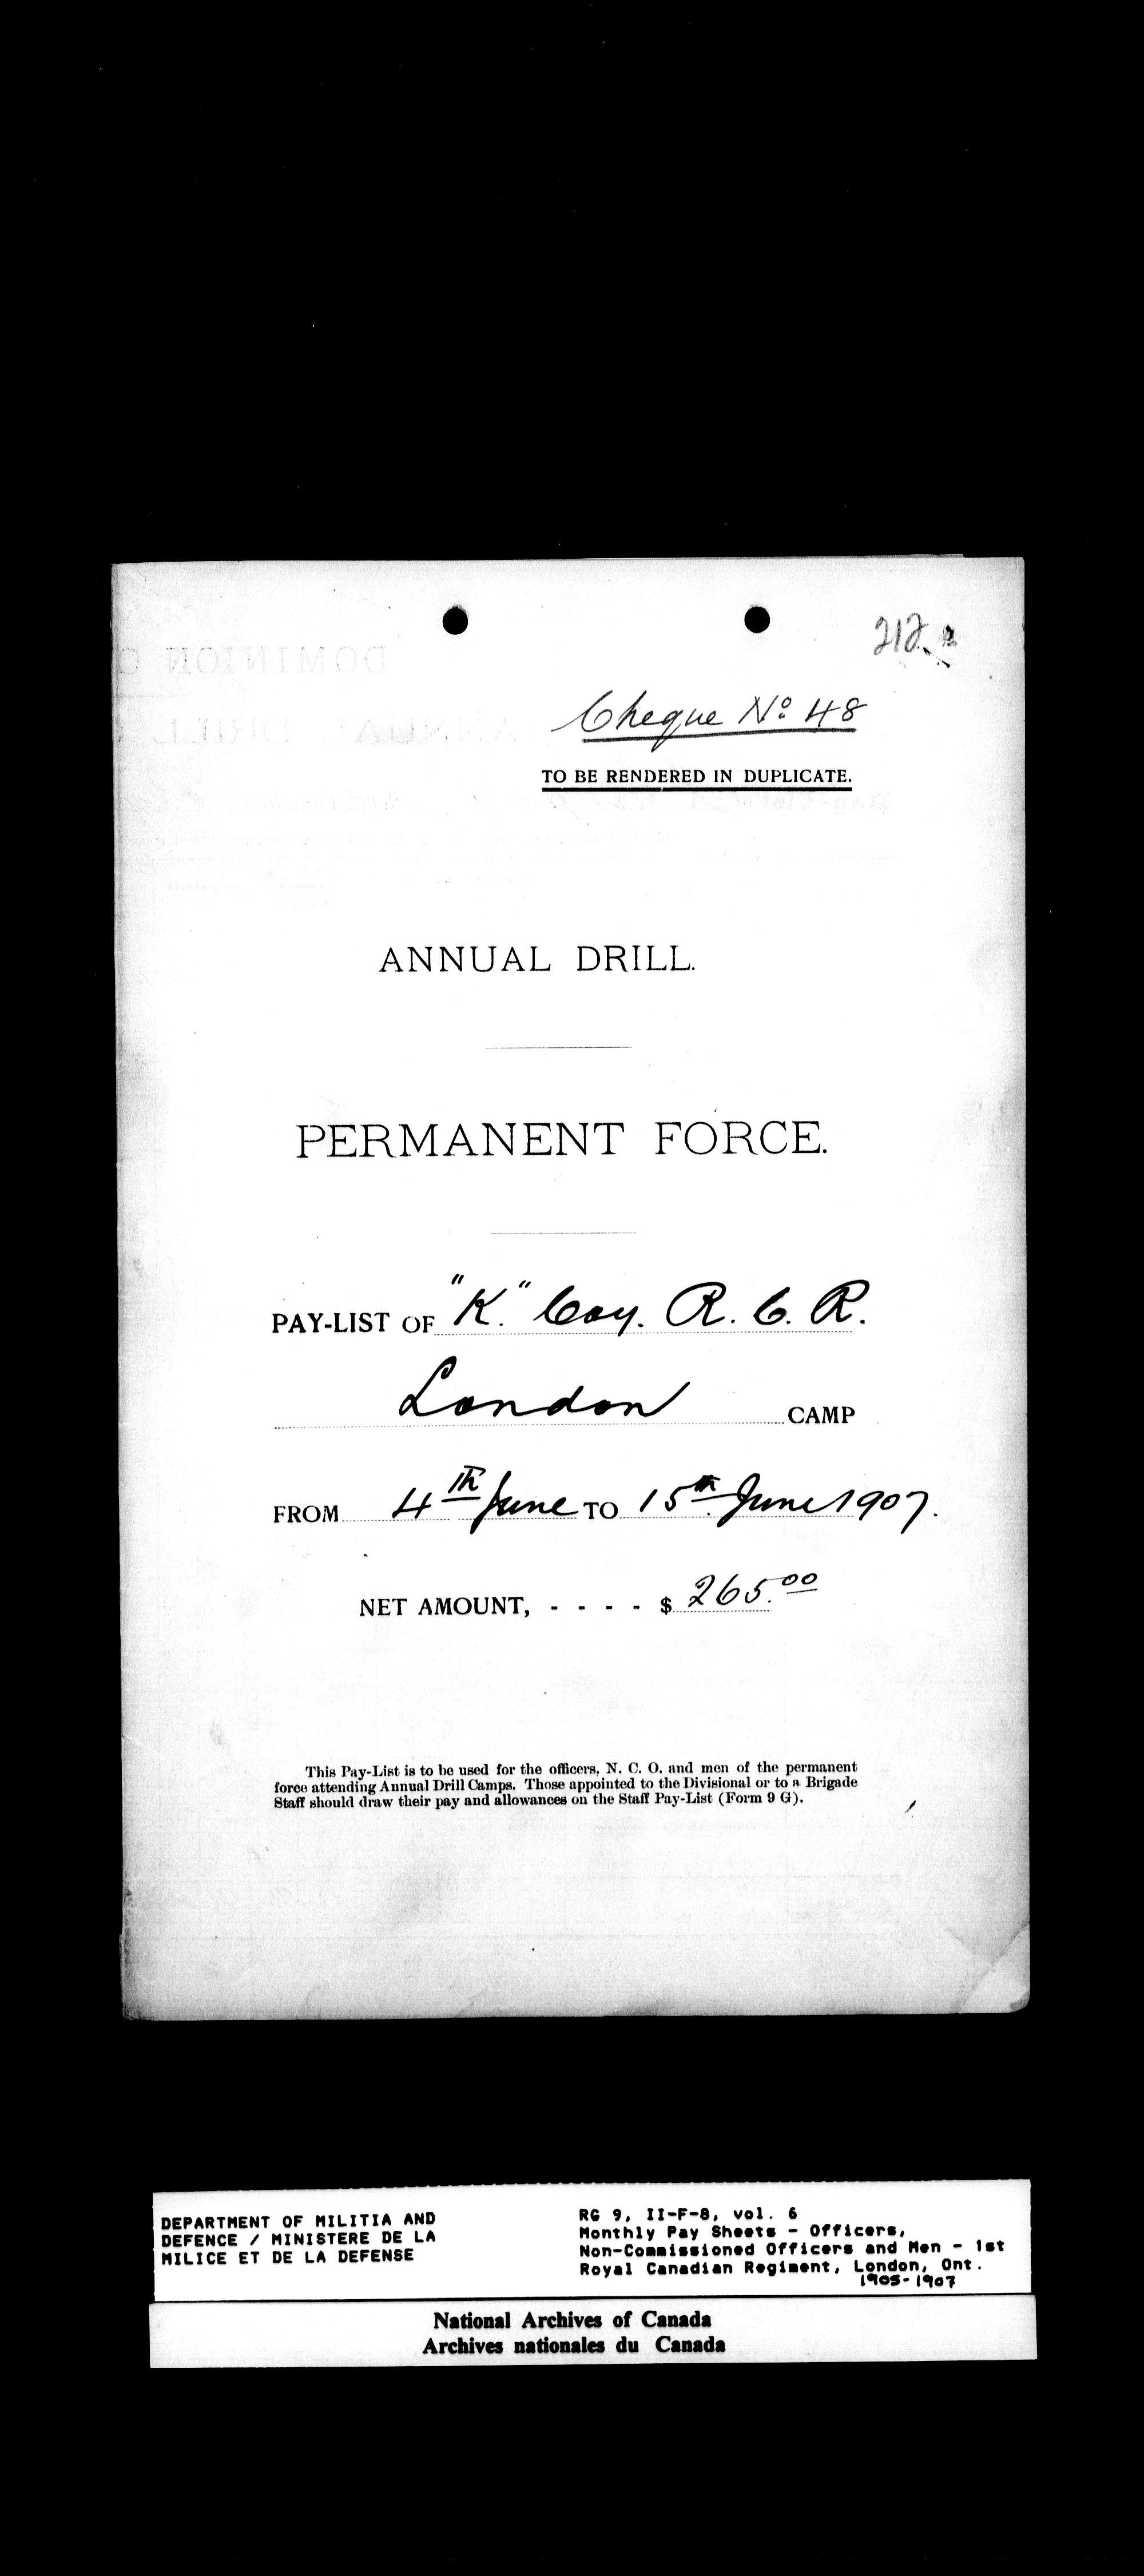 212
Cheque No 48
TO BE RENDERED IN DUPLICATE.
ANNUAL DRILL.
PERMANENT FORCE.
PAY-LIST OF "K." Coy. R. C. R.
London CAMP
FROM 4th June TO 15th June 1907.
NET AMOUNT, - - - - $ 265.00
This Pay-List is to be used for the officers, N. C. O. and men of the permanent
force attending Annual Drill Camps. Those appointed to the Divisional or to a Brigade
Staff should draw their pay and allowances on the Staff Pay-List (Form 9 G).
DEPARTMENT OF MILITIA AND
DEFENCE / MINISTERE DE LA
MILICE ET DE LA DEFENSE
RG 9, II-F-8, vol. 6
Monthly Pay Sheets - Officers,
Non-Commissioned Officers and Men - 1st
Royal Canadian Regiment, London, Ont.
1905-1907
National Archives of Canada
Archives nationales du Canada